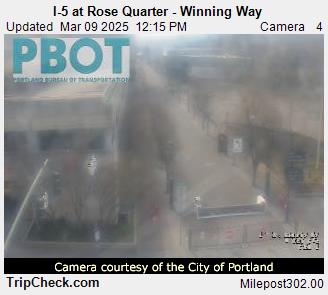 I-5 at Rose Quarter - Winning Way
Updated Mar 09 2025 12:15 PM Camera 4
PBOT
PORTLAND BUREAU OF TRANSPORTATION
Camera courtesy of the City of Portland
TripCheck.com Milepost302.00